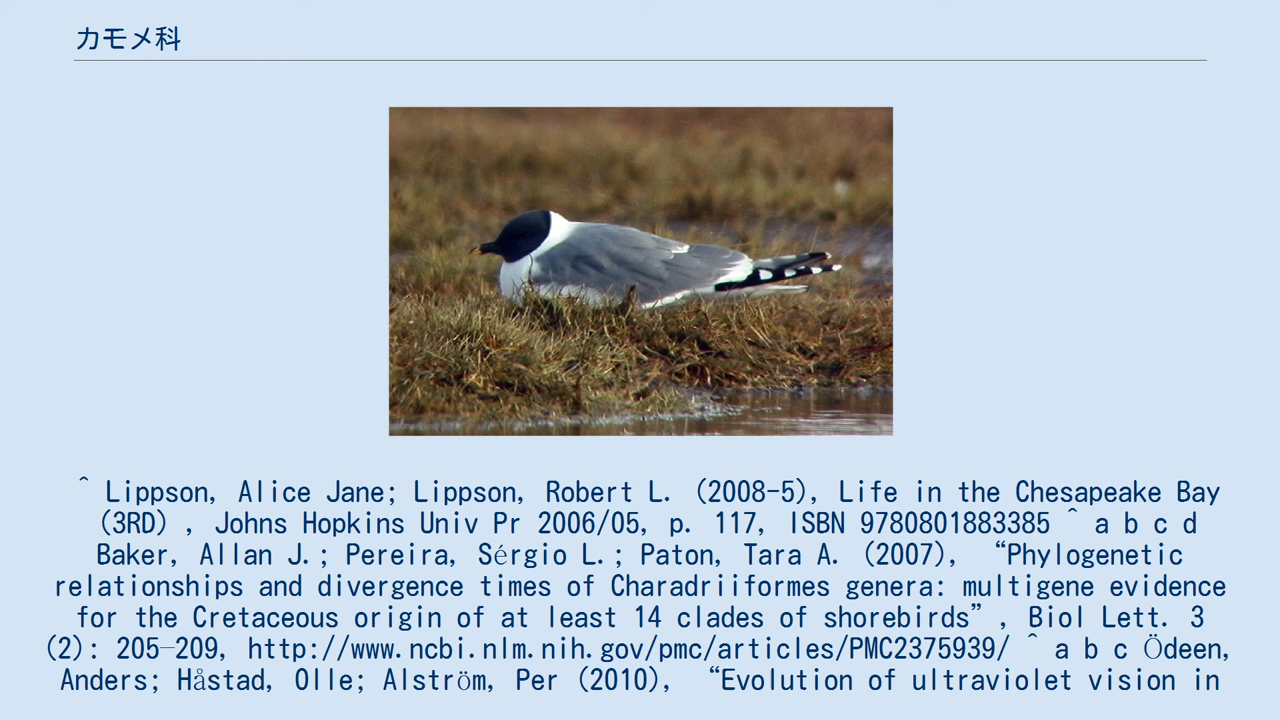 カモメ科
^ Lippson, Alice Jane; Lippson, Robert L. (2008-5), Life in the Chesapeake Bay
(3RD) , Johns Hopkins Univ Pr 2006/05, p. 117, ISBN 9780801883385 ^ a b c d
Baker, Allan J.; Pereira, Sérgio L.; Paton, Tara A. (2007), “Phylogenetic
relationships and divergence times of Charadriiformes genera: multigene evidence
for the Cretaceous origin of at least 14 clades of shorebirds”, Biol Lett. 3
(2): 205–209, http://www.ncbi.nlm.nih.gov/pmc/articles/PMC2375939/ ^ a b c Ödeen,
Anders; Håstad, Olle; Alström, Per (2010), “Evolution of ultraviolet vision in